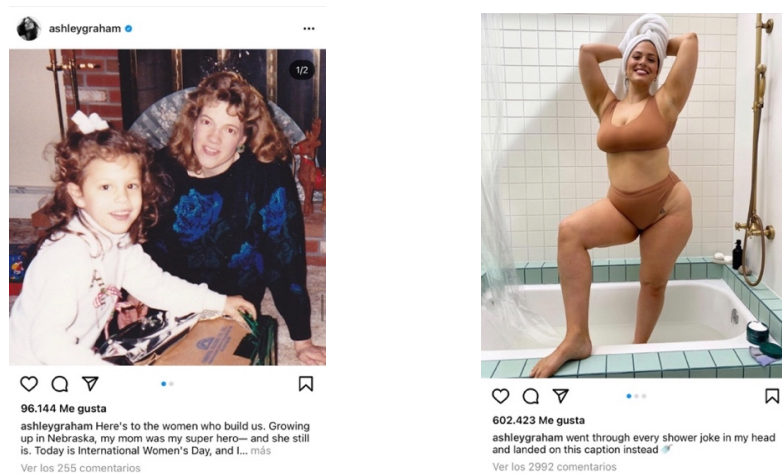 ashleygraham
1/2
96.144 Me gusta
ashleygraham Here's to the women who build us. Growing
up in Nebraska, my mom was my super hero— and she still
is. Today is International Women's Day, and I... más
Ver los 255 comentarios
602.423 Me gusta
ashleygraham went through every shower joke in my head
and landed on this caption instead 🚿
Ver los 2992 comentarios